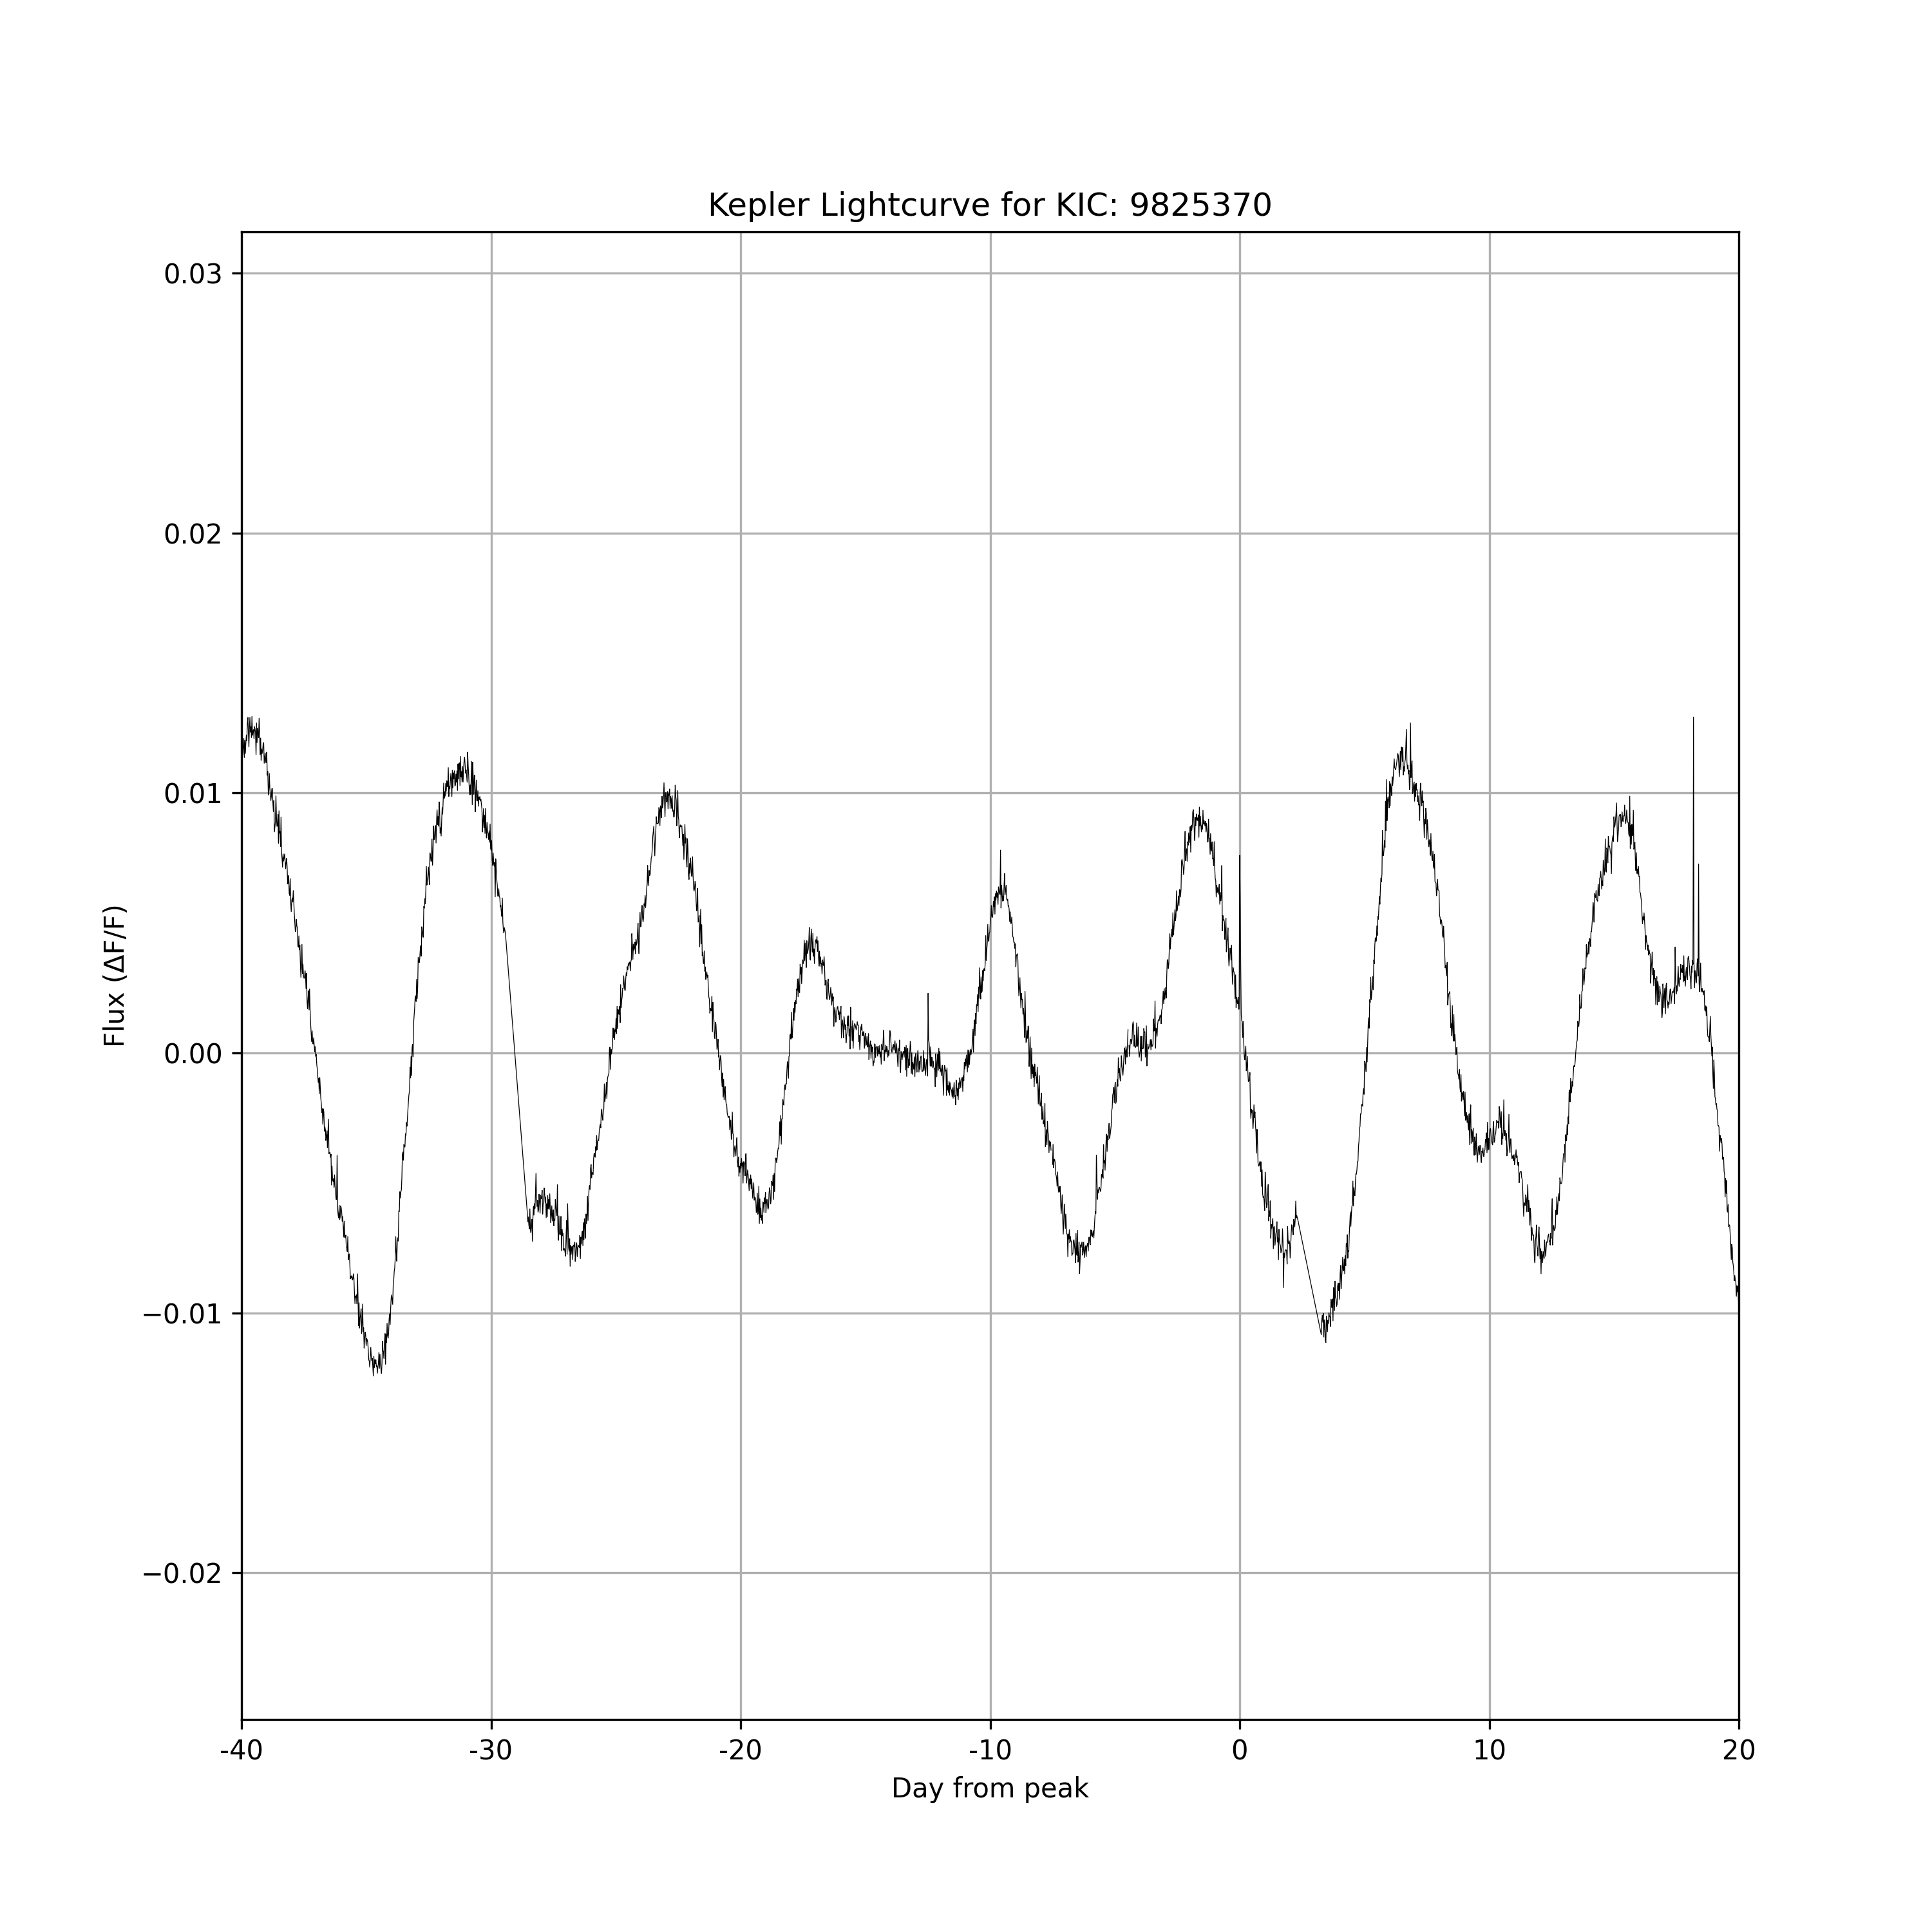 Kepler Lightcurve for KIC: 9825370
0.03
0.02
0.01
0.00
−0.01
−0.02
Flux (ΔF/F)
-40 -30 -20 -10 0 10 20
Day from peak